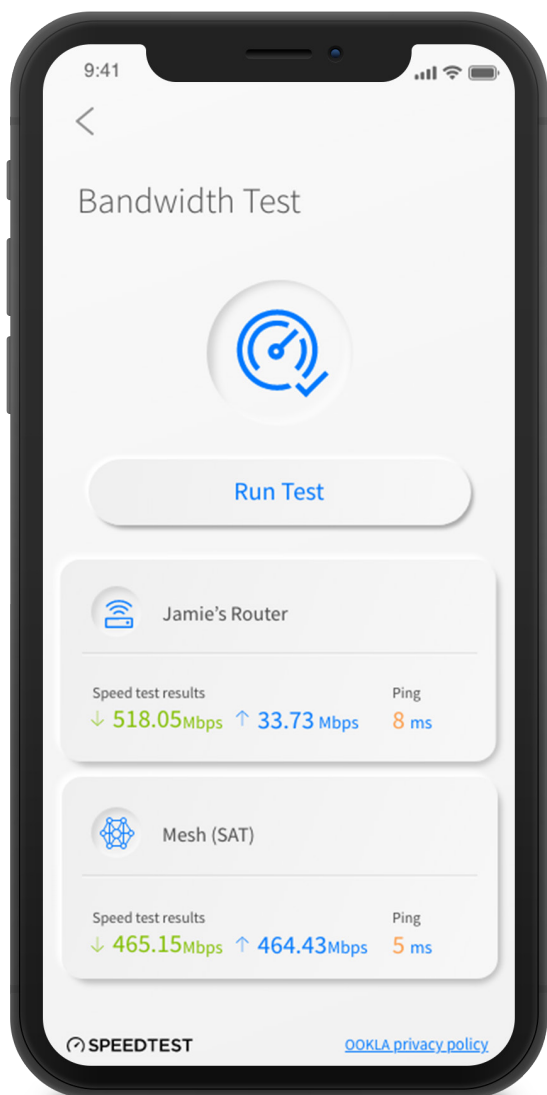 9:41
Bandwidth Test
Run Test
Jamie’s Router
Speed test results Ping
↓ 518.05Mbps ↑ 33.73 Mbps 8 ms
Mesh (SAT)
Speed test results Ping
↓ 465.15Mbps ↑ 464.43Mbps 5 ms
SPEEDTEST OOKLA privacy policy